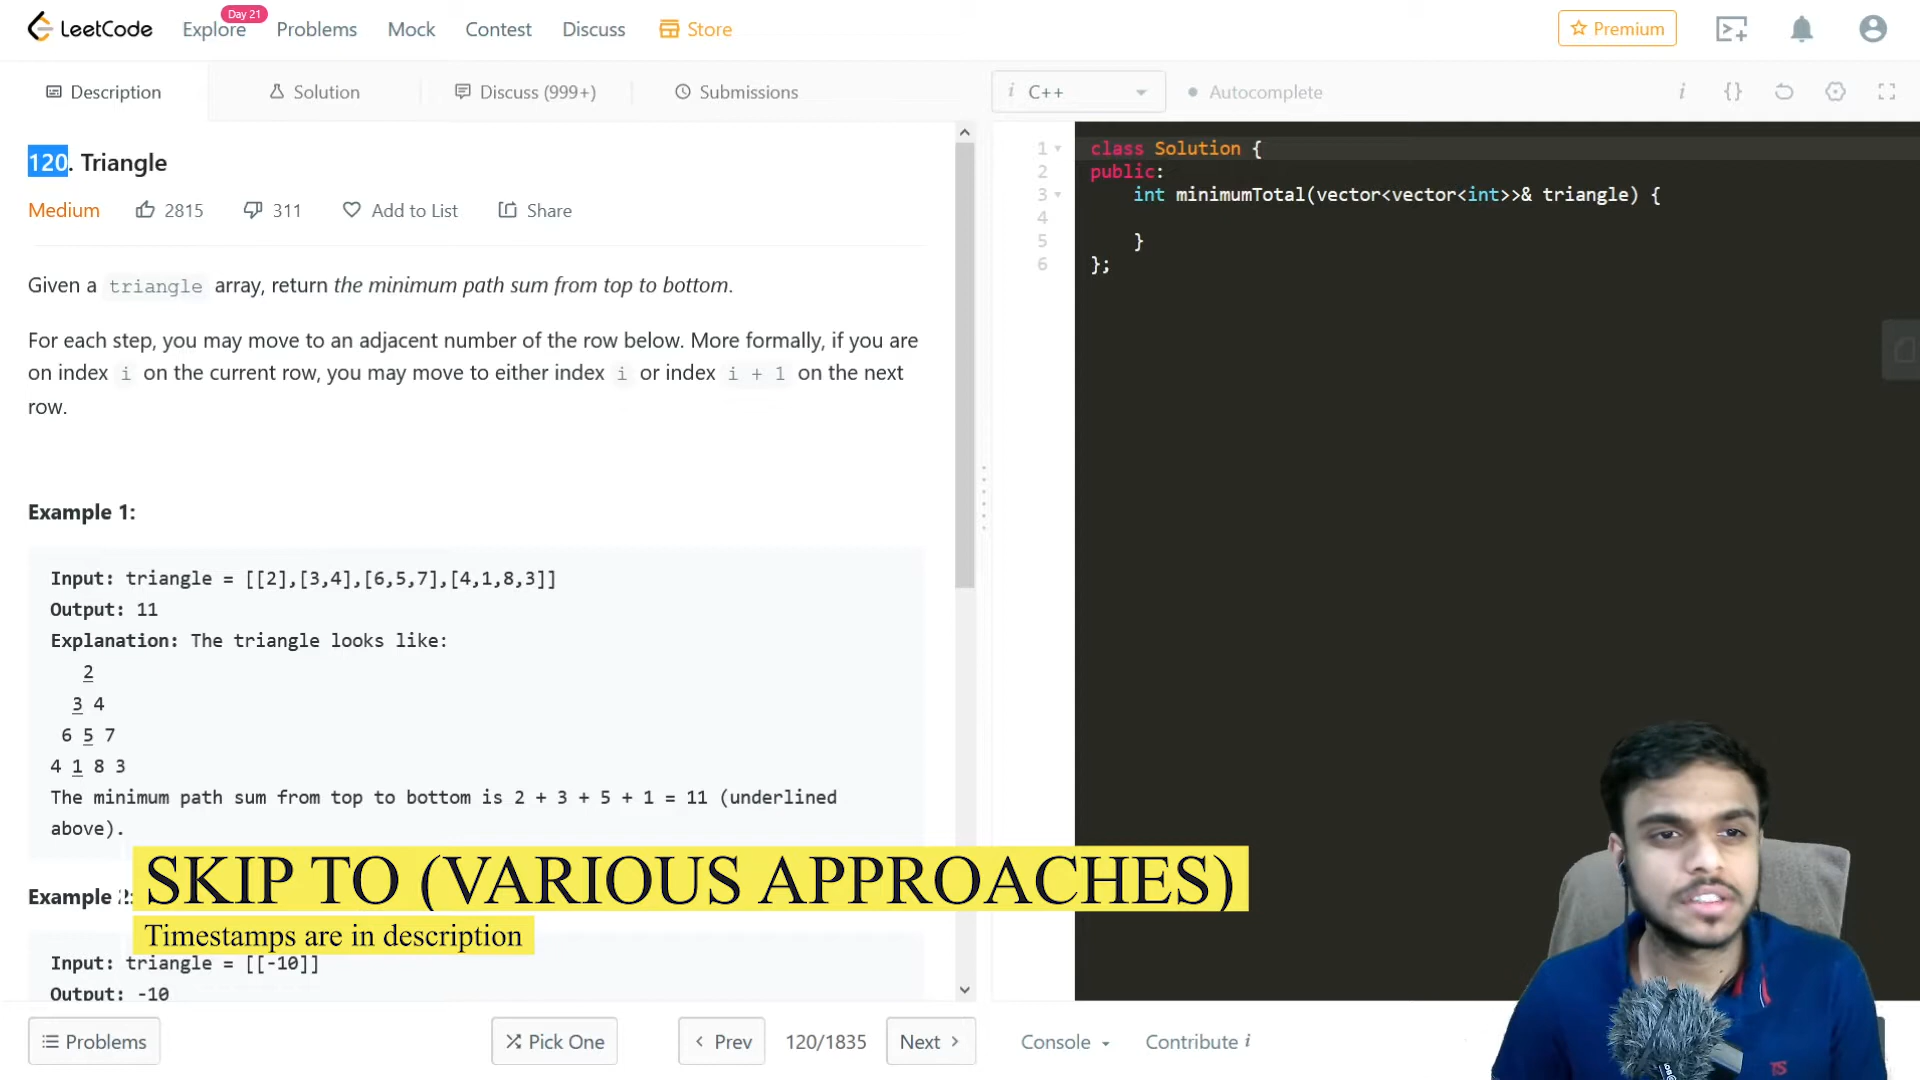 LeetCode
Explore
Day 21
Problems
Mock
Contest
Discuss
Store
Premium
Description
Solution
Discuss (999+)
Submissions
i C++
Autocomplete
i {}
120. Triangle
Medium 2815 311 Add to List Share
Given a triangle array, return the minimum path sum from top to bottom.
For each step, you may move to an adjacent number of the row below. More formally, if you are
on index i on the current row, you may move to either index i or index i + 1 on the next
row.
Example 1:
Input: triangle = [[2],[3,4],[6,5,7],[4,1,8,3]]
Output: 11
Explanation: The triangle looks like:
2
3 4
6 5 7
4 1 8 3
The minimum path sum from top to bottom is 2 + 3 + 5 + 1 = 11 (underlined
above).
Example 2:
Input: triangle = [[-10]]
Output: -10
1 class Solution {
2 public:
3 int minimumTotal(vector<vector<int>>& triangle) {
4
5 }
6 };
SKIP TO (VARIOUS APPROACHES)
Timestamps are in description
Problems
Pick One
< Prev
120/1835
Next >
Console
Contribute i
TS